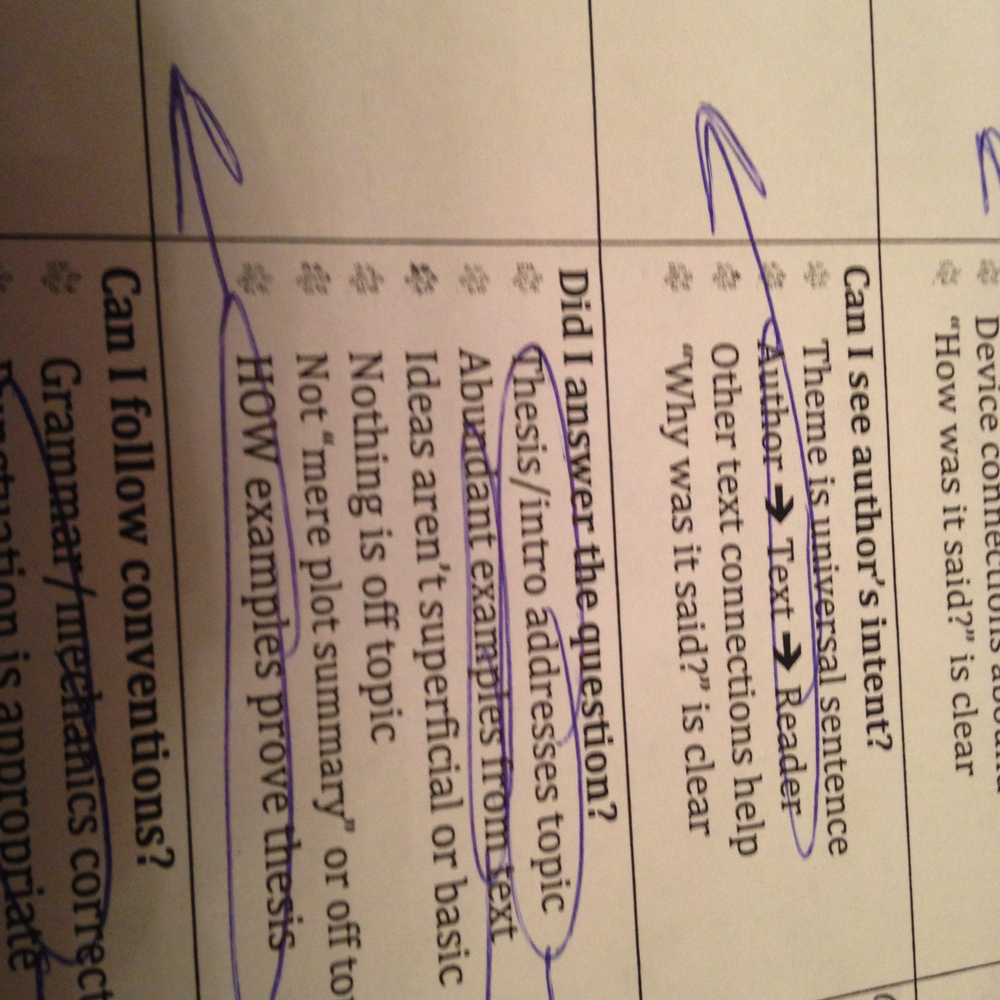 Device connections abound
"How was it said?" is clear
Can I see author's intent?
Theme is universal sentence
Author → Text → Reader
Other text connections help
"Why was it said?" is clear
Did I answer the question?
Thesis/intro addresses topic
Abundant examples from text
Ideas aren't superficial or basic
Nothing is off topic
Not "mere plot summary" or off
HOW examples prove thesis
Can I follow conventions?
Grammar/mechanics correct
Punctuation is appropriate